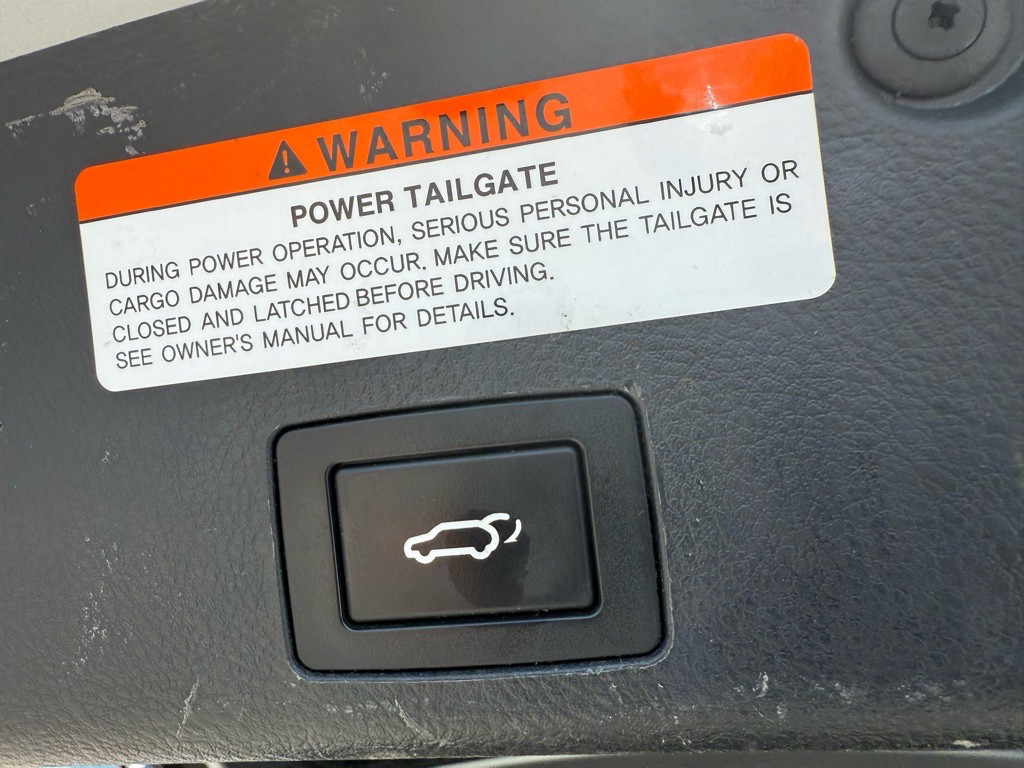 WARNING
POWER TAILGATE
DURING POWER OPERATION, SERIOUS PERSONAL INJURY OR
CARGO DAMAGE MAY OCCUR. MAKE SURE THE TAILGATE IS
CLOSED AND LATCHED BEFORE DRIVING.
SEE OWNER'S MANUAL FOR DETAILS.